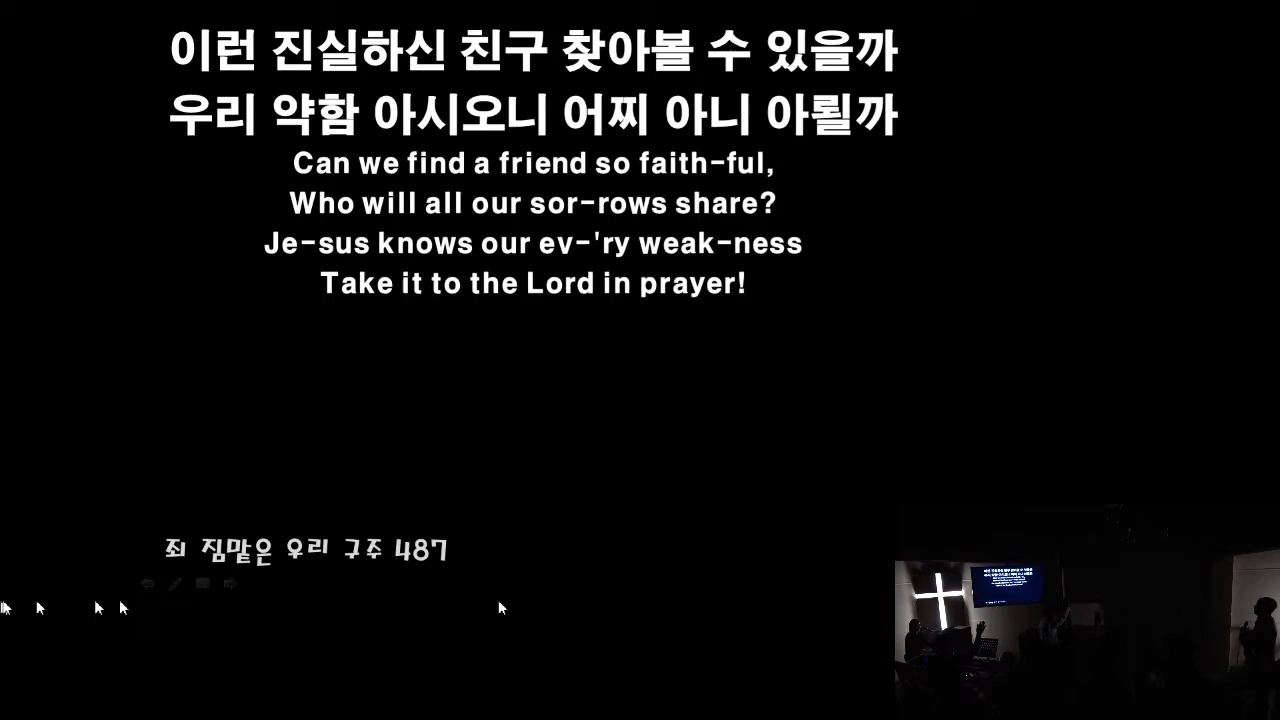 이런 진실하신 친구 찾아볼 수 있을까
우리 약함 아시오니 어찌 아니 아뢸까
Can we find a friend so faith-ful,
Who will all our sor-rows share?
Je-sus knows our ev-'ry weak-ness
Take it to the Lord in prayer!
죄 짐맡은 우리 구주 487